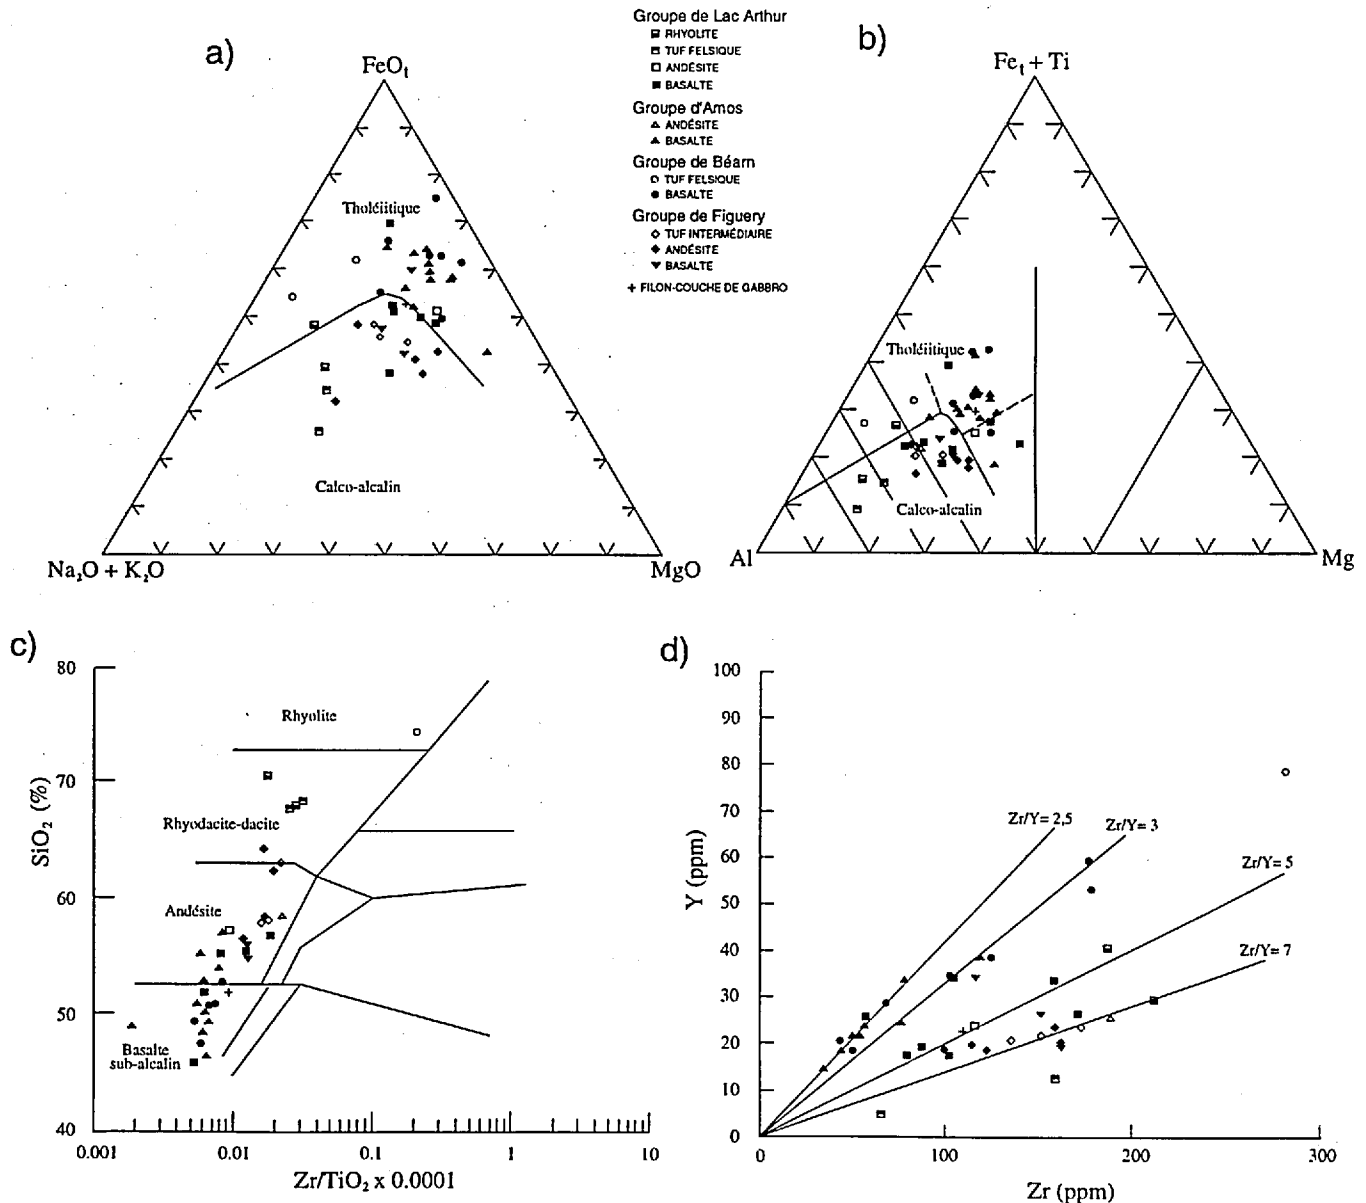 a)
FeOt
Tholéiitique
Calco-alcalin
Na2O + K2O
MgO
Groupe de Lac Arthur
RHYOLITE
TUF FELSIQUE
ANDÉSITE
BASALTE
Groupe d'Amos
ANDÉSITE
BASALTE
Groupe de Béarn
TUF FELSIQUE
BASALTE
Groupe de Figuery
TUF INTERMÉDIAIRE
ANDÉSITE
BASALTE
FILON-COUCHE DE GABBRO
b)
Fet + Ti
Tholéiitique
Calco-alcalin
Al
Mg
c)
80
70
60
50
40
SiO2 (%)
Rhyolite
Rhyodacite-dacite
Andésite
Basalte
sub-alcalin
0.001
0.01
0.1
1
10
Zr/TiO2 x 0.0001
d)
100
90
80
70
60
50
40
30
20
10
0
Y (ppm)
Zr/Y= 2,5
Zr/Y= 3
Zr/Y= 5
Zr/Y= 7
0
100
200
300
Zr (ppm)